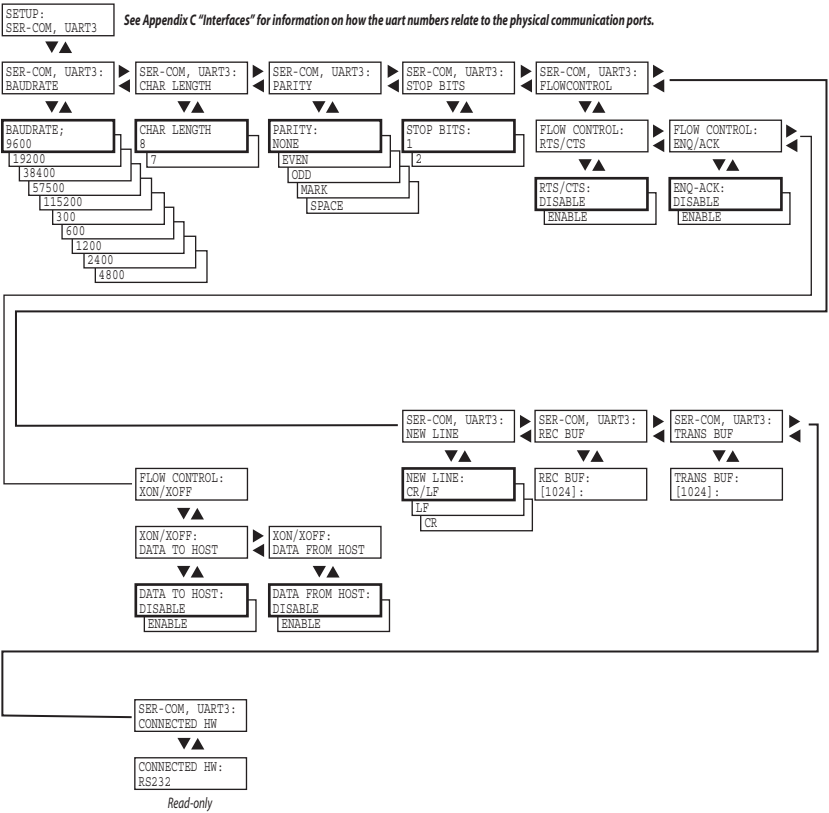 SETUP:
SER-COM, UART3
See Appendix C "Interfaces" for information on how the uart numbers relate to the physical communication ports.
SER-COM, UART3:
BAUDRATE
SER-COM, UART3:
CHAR LENGTH
SER-COM, UART3:
PARITY
SER-COM, UART3:
STOP BITS
SER-COM, UART3:
FLOWCONTROL
BAUDRATE;
9600
19200
38400
57500
115200
300
600
1200
2400
4800
CHAR LENGTH
8
7
PARITY:
NONE
EVEN
ODD
MARK
SPACE
STOP BITS:
1
2
FLOW CONTROL:
RTS/CTS
RTS/CTS:
DISABLE
ENABLE
FLOW CONTROL:
ENQ/ACK
ENQ-ACK:
DISABLE
ENABLE
SER-COM, UART3:
NEW LINE
SER-COM, UART3:
REC BUF
SER-COM, UART3:
TRANS BUF
NEW LINE:
CR/LF
LF
CR
REC BUF:
[1024]:
TRANS BUF:
[1024]:
FLOW CONTROL:
XON/XOFF
XON/XOFF:
DATA TO HOST
XON/XOFF:
DATA FROM HOST
DATA TO HOST:
DISABLE
ENABLE
DATA FROM HOST:
DISABLE
ENABLE
SER-COM, UART3:
CONNECTED HW
CONNECTED HW:
RS232
Read-only